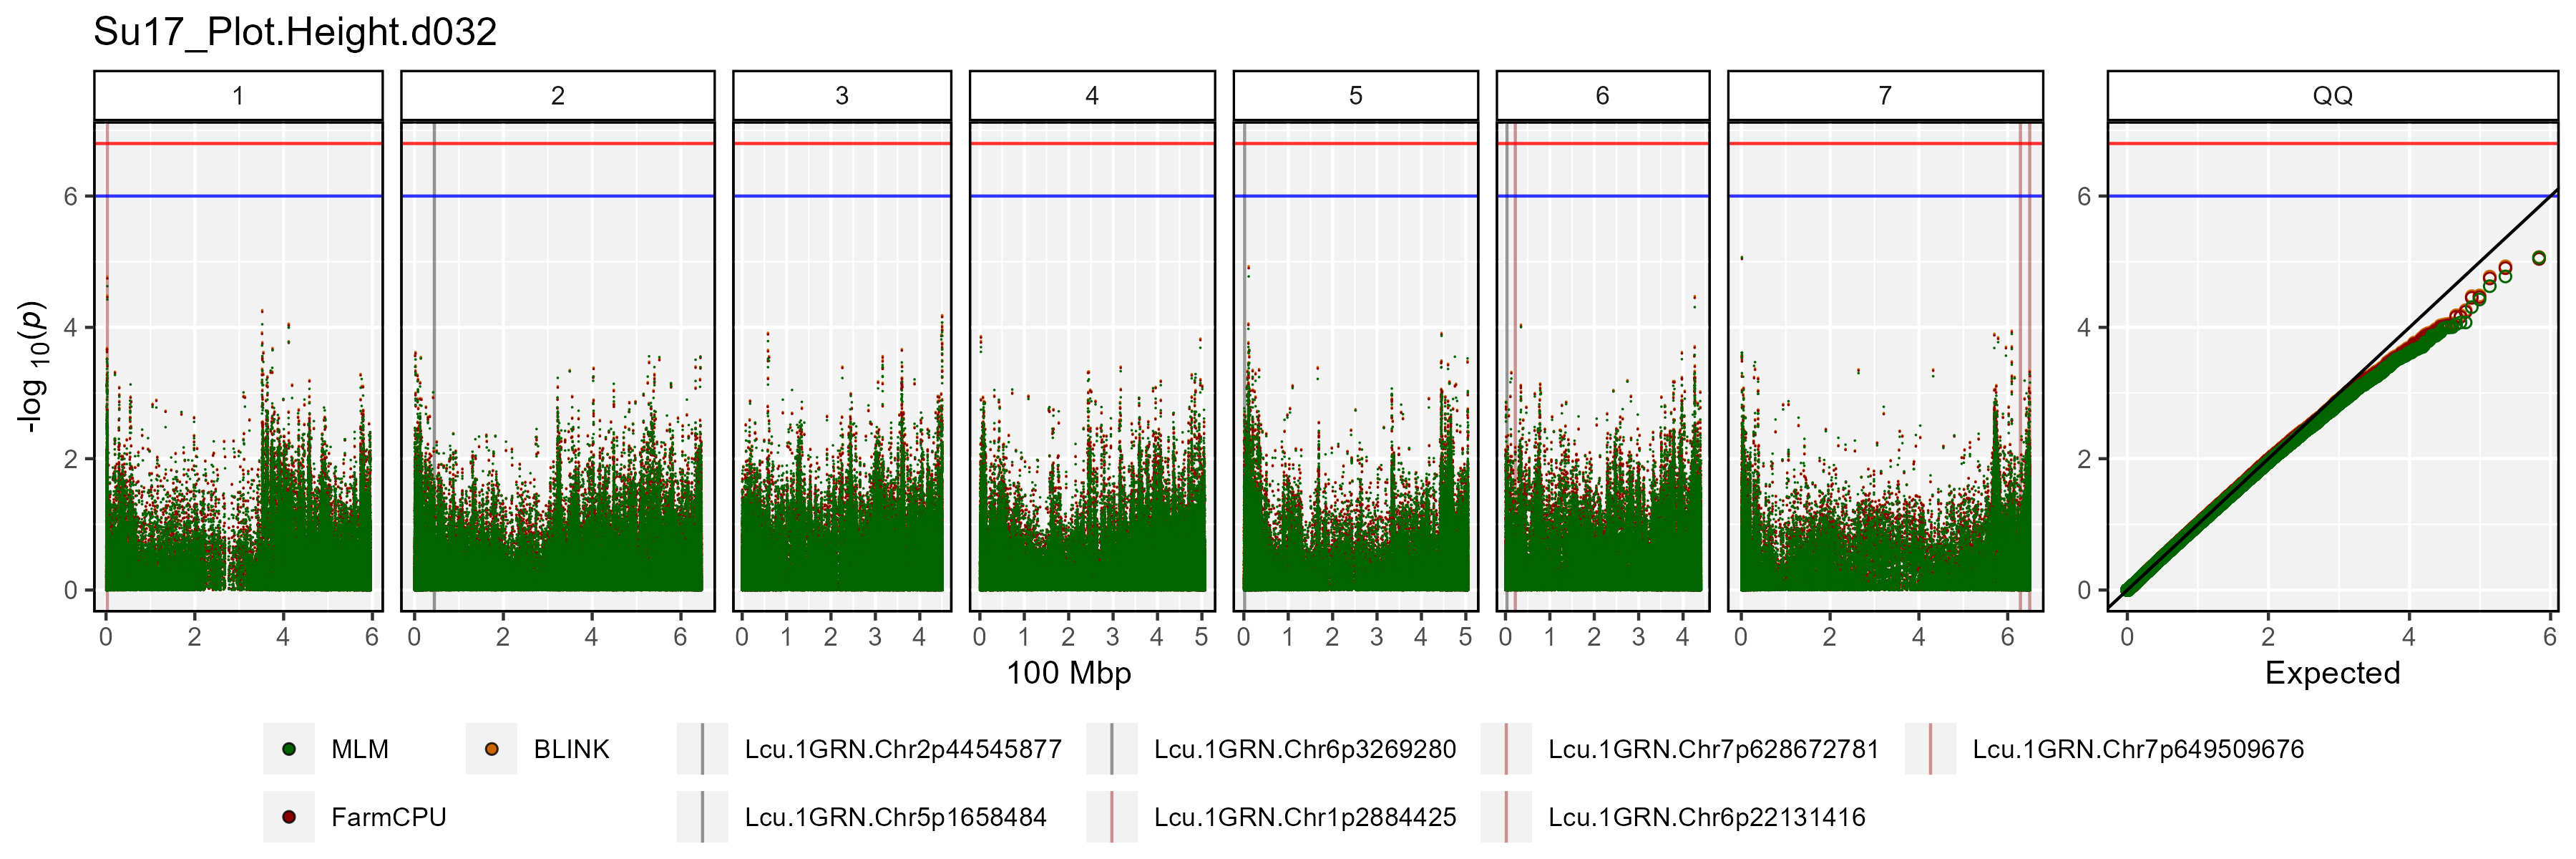 Su17_Plot.Height.d032
1 2 3 4 5 6 7 QQ
-log 10(p)
6
4
2
0
6
4
2
0
0 2 4 6 0 2 4 6 0 1 2 3 4 0 1 2 3 4 5 0 1 2 3 4 5 0 1 2 3 4 0 2 4 6 0 2 4 6
100 Mbp Expected
MLM BLINK Lcu.1GRN.Chr2p44545877 Lcu.1GRN.Chr6p3269280 Lcu.1GRN.Chr7p628672781 Lcu.1GRN.Chr7p649509676
FarmCPU Lcu.1GRN.Chr5p1658484 Lcu.1GRN.Chr1p2884425 Lcu.1GRN.Chr6p22131416